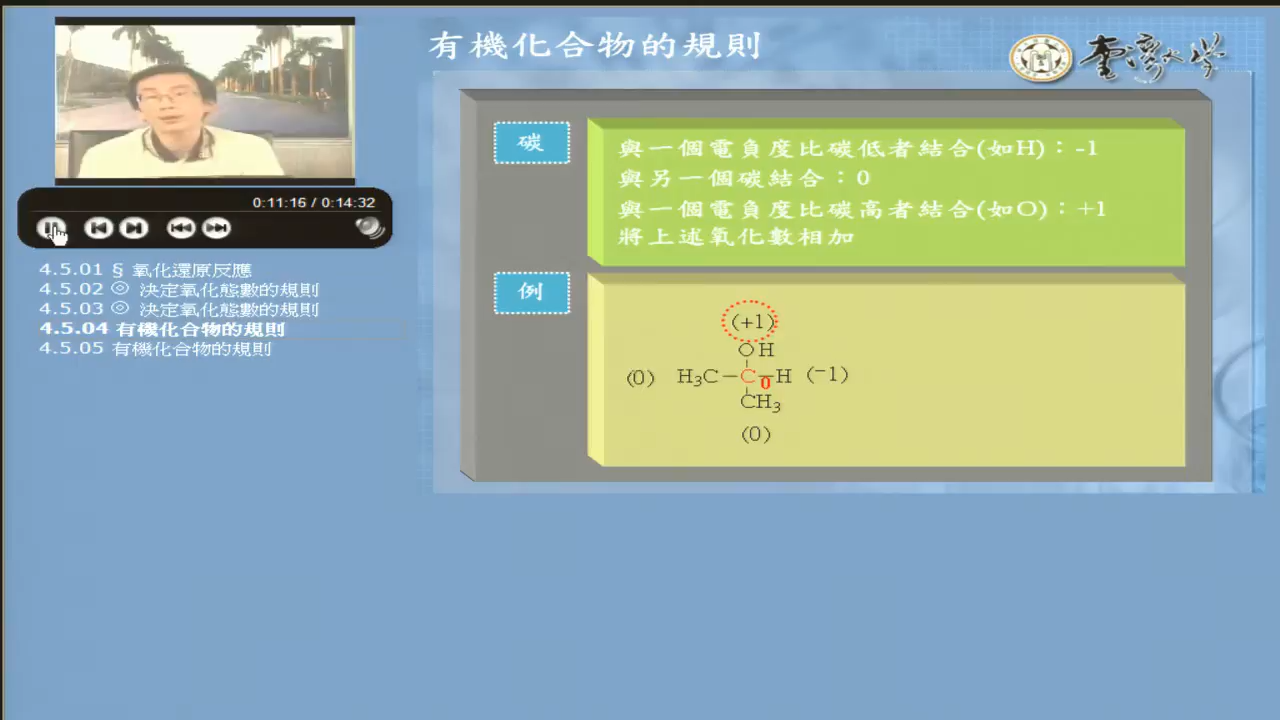 有機化合物的規則
臺灣大學
0:11:16 / 0:14:32
4.5.01 § 氧化還原反應
4.5.02 ◎ 決定氧化態數的規則
4.5.03 ◎ 決定氧化態數的規則
4.5.04 有機化合物的規則
4.5.05 有機化合物的規則
碳
與一個電負度比碳低者結合(如H)：-1
與另一個碳結合：0
與一個電負度比碳高者結合(如O)：+1
將上述氧化數相加
例
(+1)
OH
(0) H₃C－C－H (−1)
0
CH₃
(0)